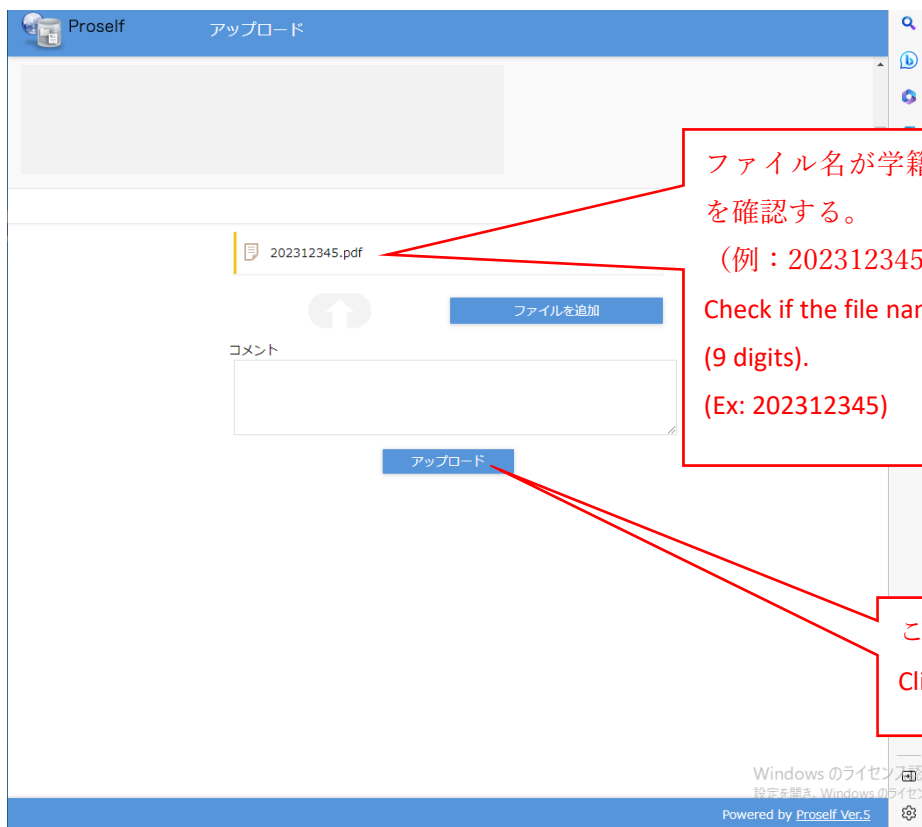 Proself
アップロード
ファイル名が学籍
を確認する。
（例：202312345
202312345.pdf
ファイルを追加
Check if the file nam
(9 digits).
コメント
(Ex: 202312345)
アップロード
こ
Cli
Windows のライセンス認
設定を開き、Windows のライセン
Powered by Proself Ver.5